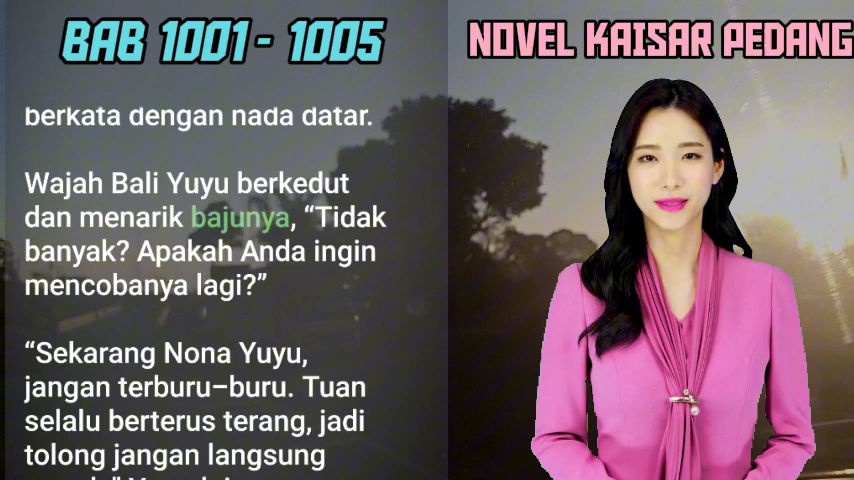 BAB 1001 - 1005
NOVEL KAISAR PEDANG
berkata dengan nada datar.
Wajah Bali Yuyu berkedut
dan menarik bajunya, “Tidak
banyak? Apakah Anda ingin
mencobanya lagi?”
“Sekarang Nona Yuyu,
jangan terburu–buru. Tuan
selalu berterus terang, jadi
tolong jangan langsung